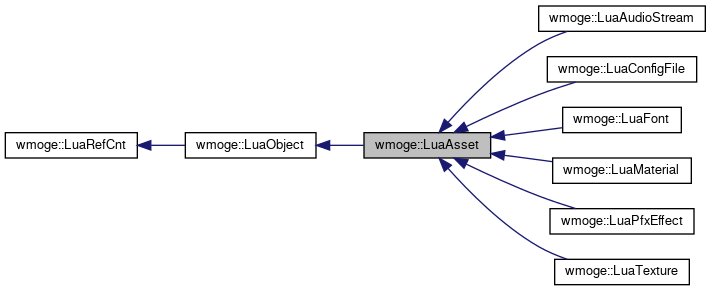 wmoge::LuaAudioStream
wmoge::LuaConfigFile
wmoge::LuaFont
wmoge::LuaRefCnt
wmoge::LuaObject
wmoge::LuaAsset
wmoge::LuaMaterial
wmoge::LuaPfxEffect
wmoge::LuaTexture